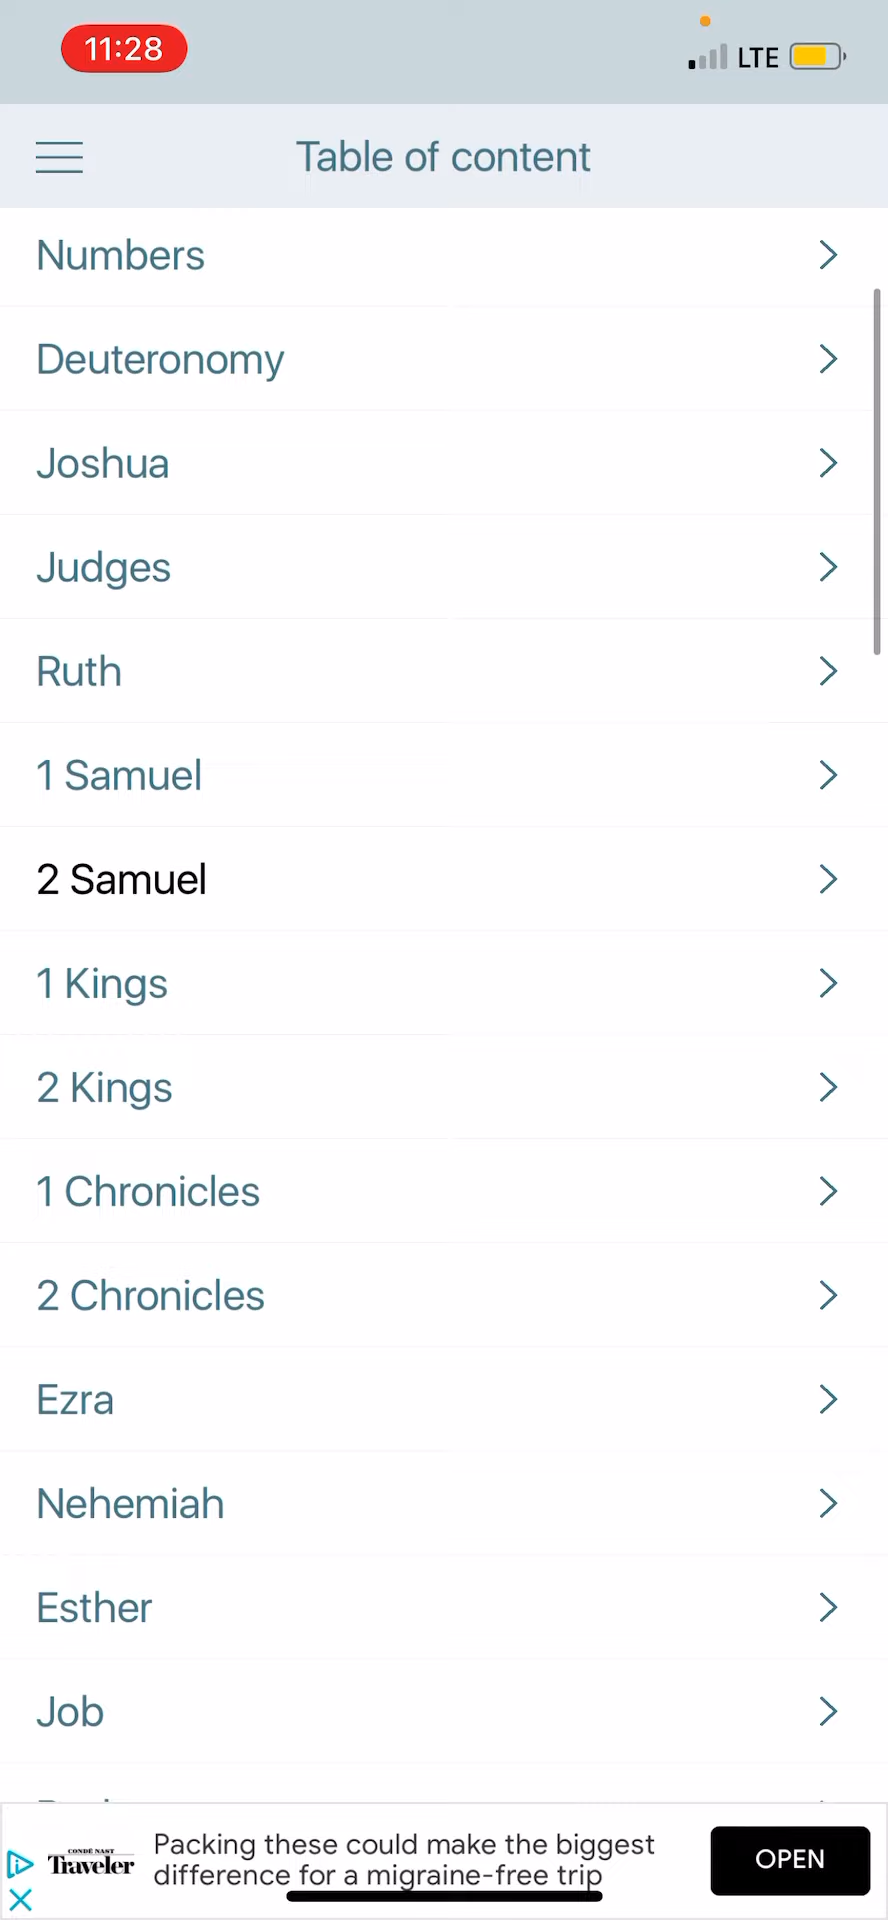 11:28
LTE
Table of content
Numbers
Deuteronomy
Joshua
Judges
Ruth
1 Samuel
2 Samuel
1 Kings
2 Kings
1 Chronicles
2 Chronicles
Ezra
Nehemiah
Esther
Job
CONDÉ NAST
Traveler
Packing these could make the biggest
difference for a migraine-free trip
OPEN